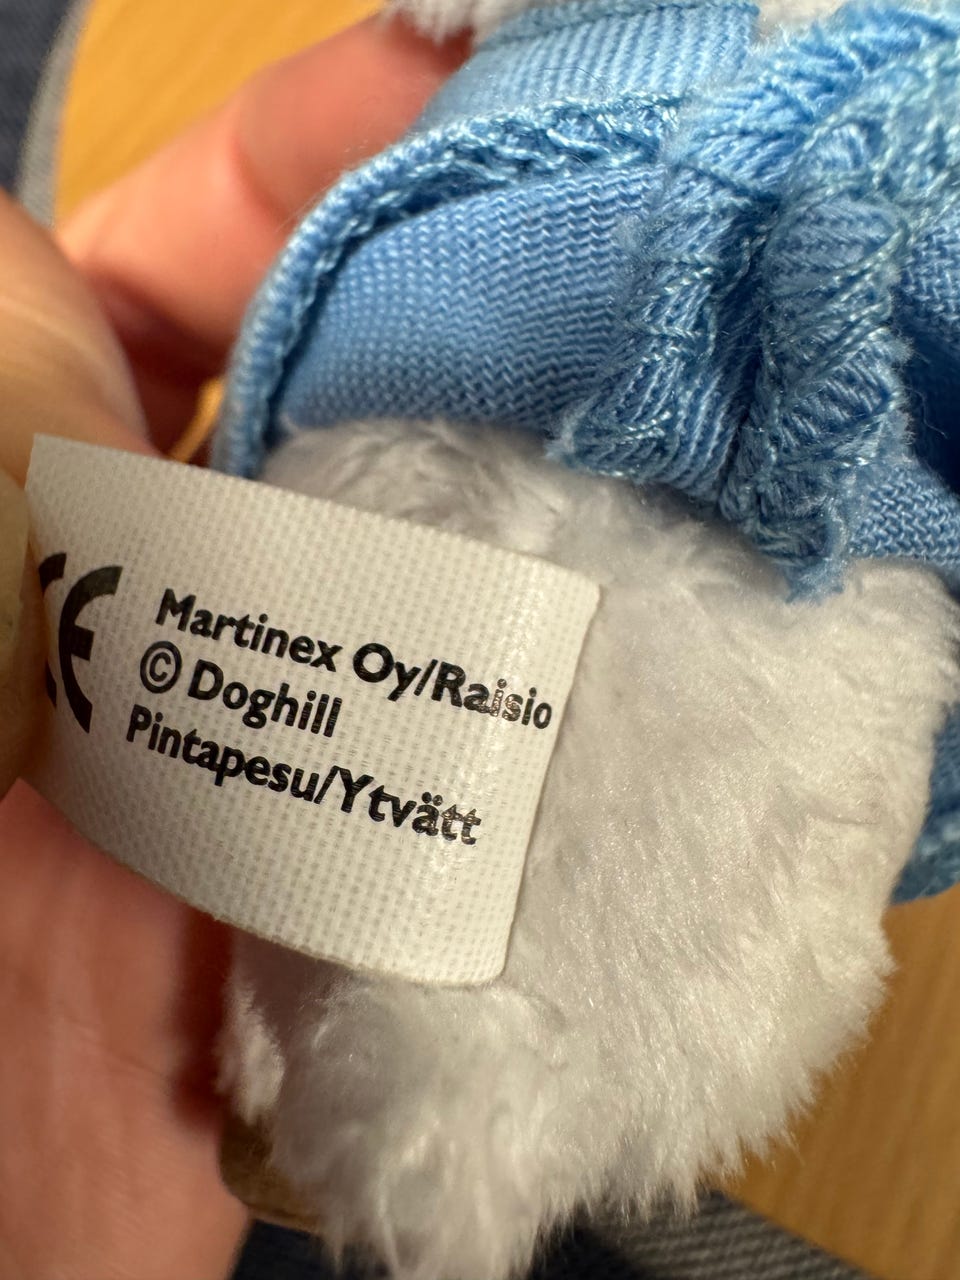 CE
Martinex Oy/Raisio
© Doghill
Pintapesu/Ytvätt